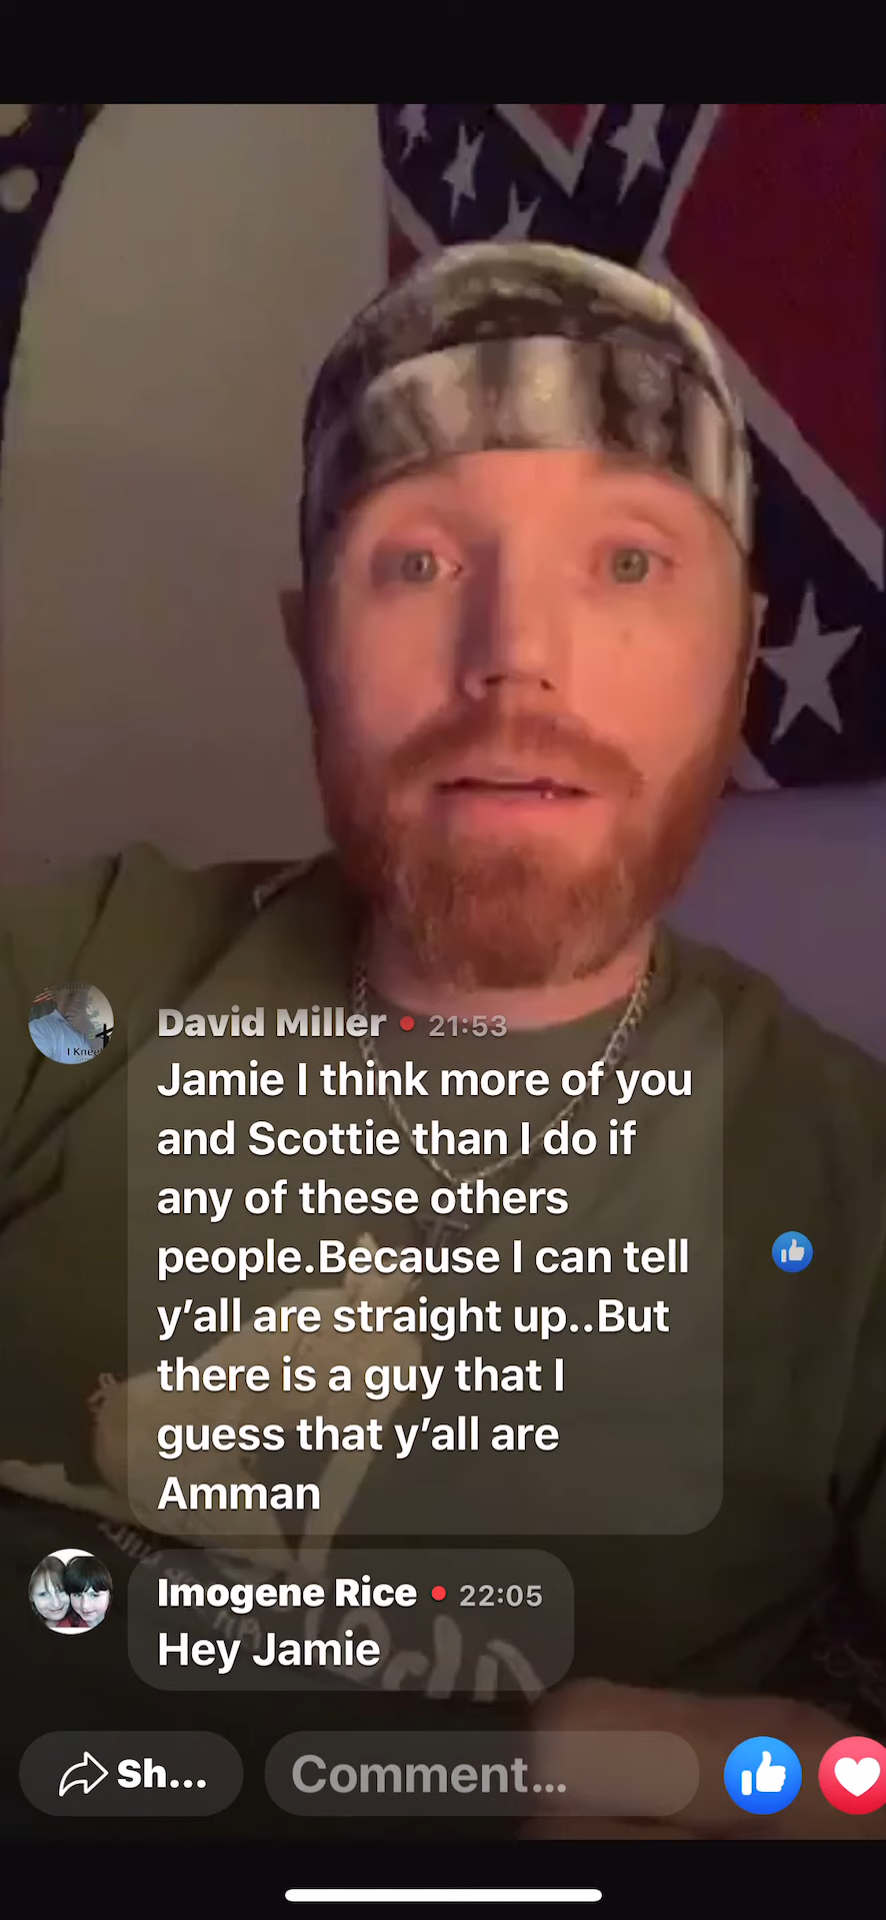 I Knee
David Miller 21:53
Jamie I think more of you
and Scottie than I do if
any of these others
people.Because I can tell
y'all are straight up..But
there is a guy that I
guess that y'all are
Amman
Imogene Rice 22:05
Hey Jamie
Sh...
Comment...